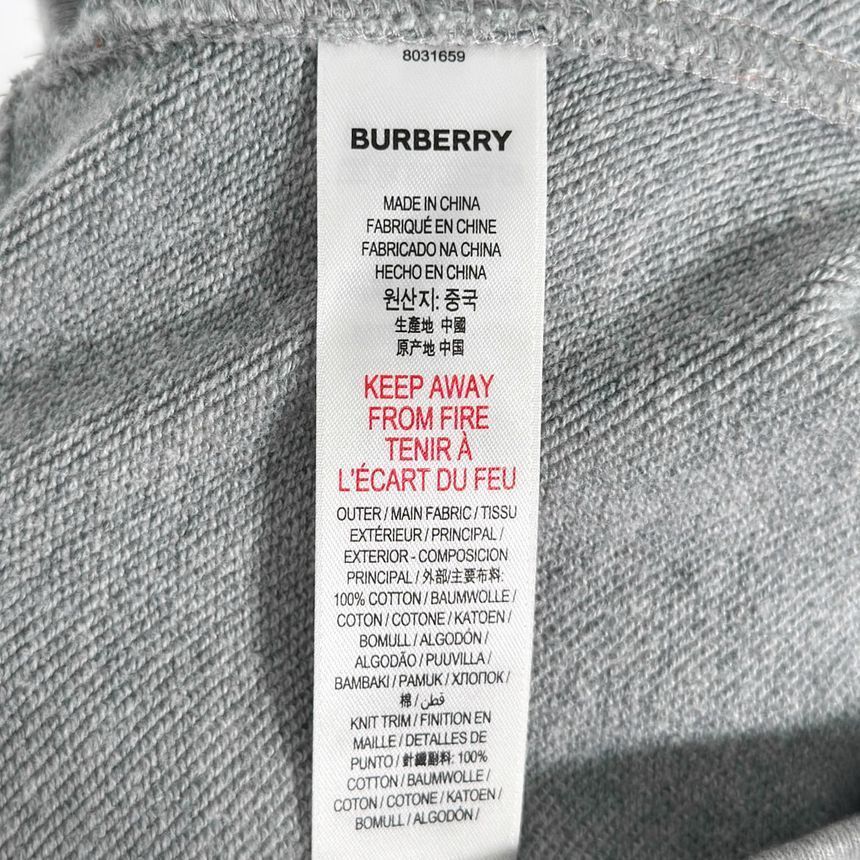 8031659
BURBERRY
MADE IN CHINA
FABRIQUÉ EN CHINE
FABRICADO NA CHINA
HECHO EN CHINA
원산지: 중국
生產地 中國
原产地 中国
KEEP AWAY
FROM FIRE
TENIR À
L'ÉCART DU FEU
OUTER / MAIN FABRIC / TISSU
EXTÉRIEUR / PRINCIPAL /
EXTERIOR - COMPOSICION
PRINCIPAL / 外部/主要布料:
100% COTTON / BAUMWOLLE /
COTON / COTONE / KATOEN /
BOMULL / ALGODÓN /
ALGODÃO / PUUVILLA /
BAMBAKI / PAMUK / ХЛОПОК /
棉 / قطن
KNIT TRIM / FINITION EN
MAILLE / DETALLES DE
PUNTO / 針織副料: 100%
COTTON / BAUMWOLLE /
COTON / COTONE / KATOEN /
BOMULL / ALGODÓN /